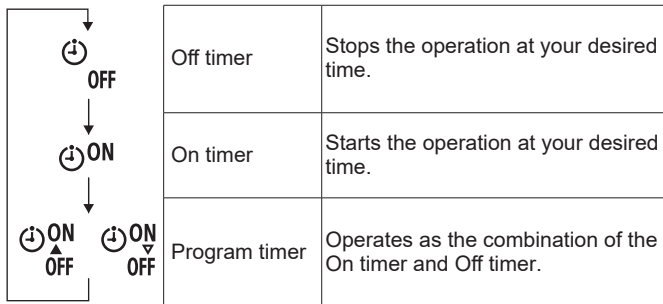 OFF
Off timer
Stops the operation at your desired
time.
ON
On timer
Starts the operation at your desired
time.
ON
OFF
ON
OFF
Program timer
Operates as the combination of the
On timer and Off timer.